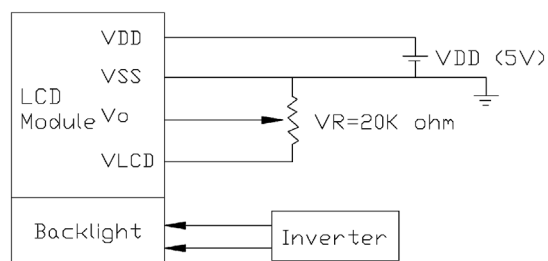 VDD
VDD (5V)
VSS
LCD
Module
Vo
VR=20K ohm
VLCD
Backlight
Inverter